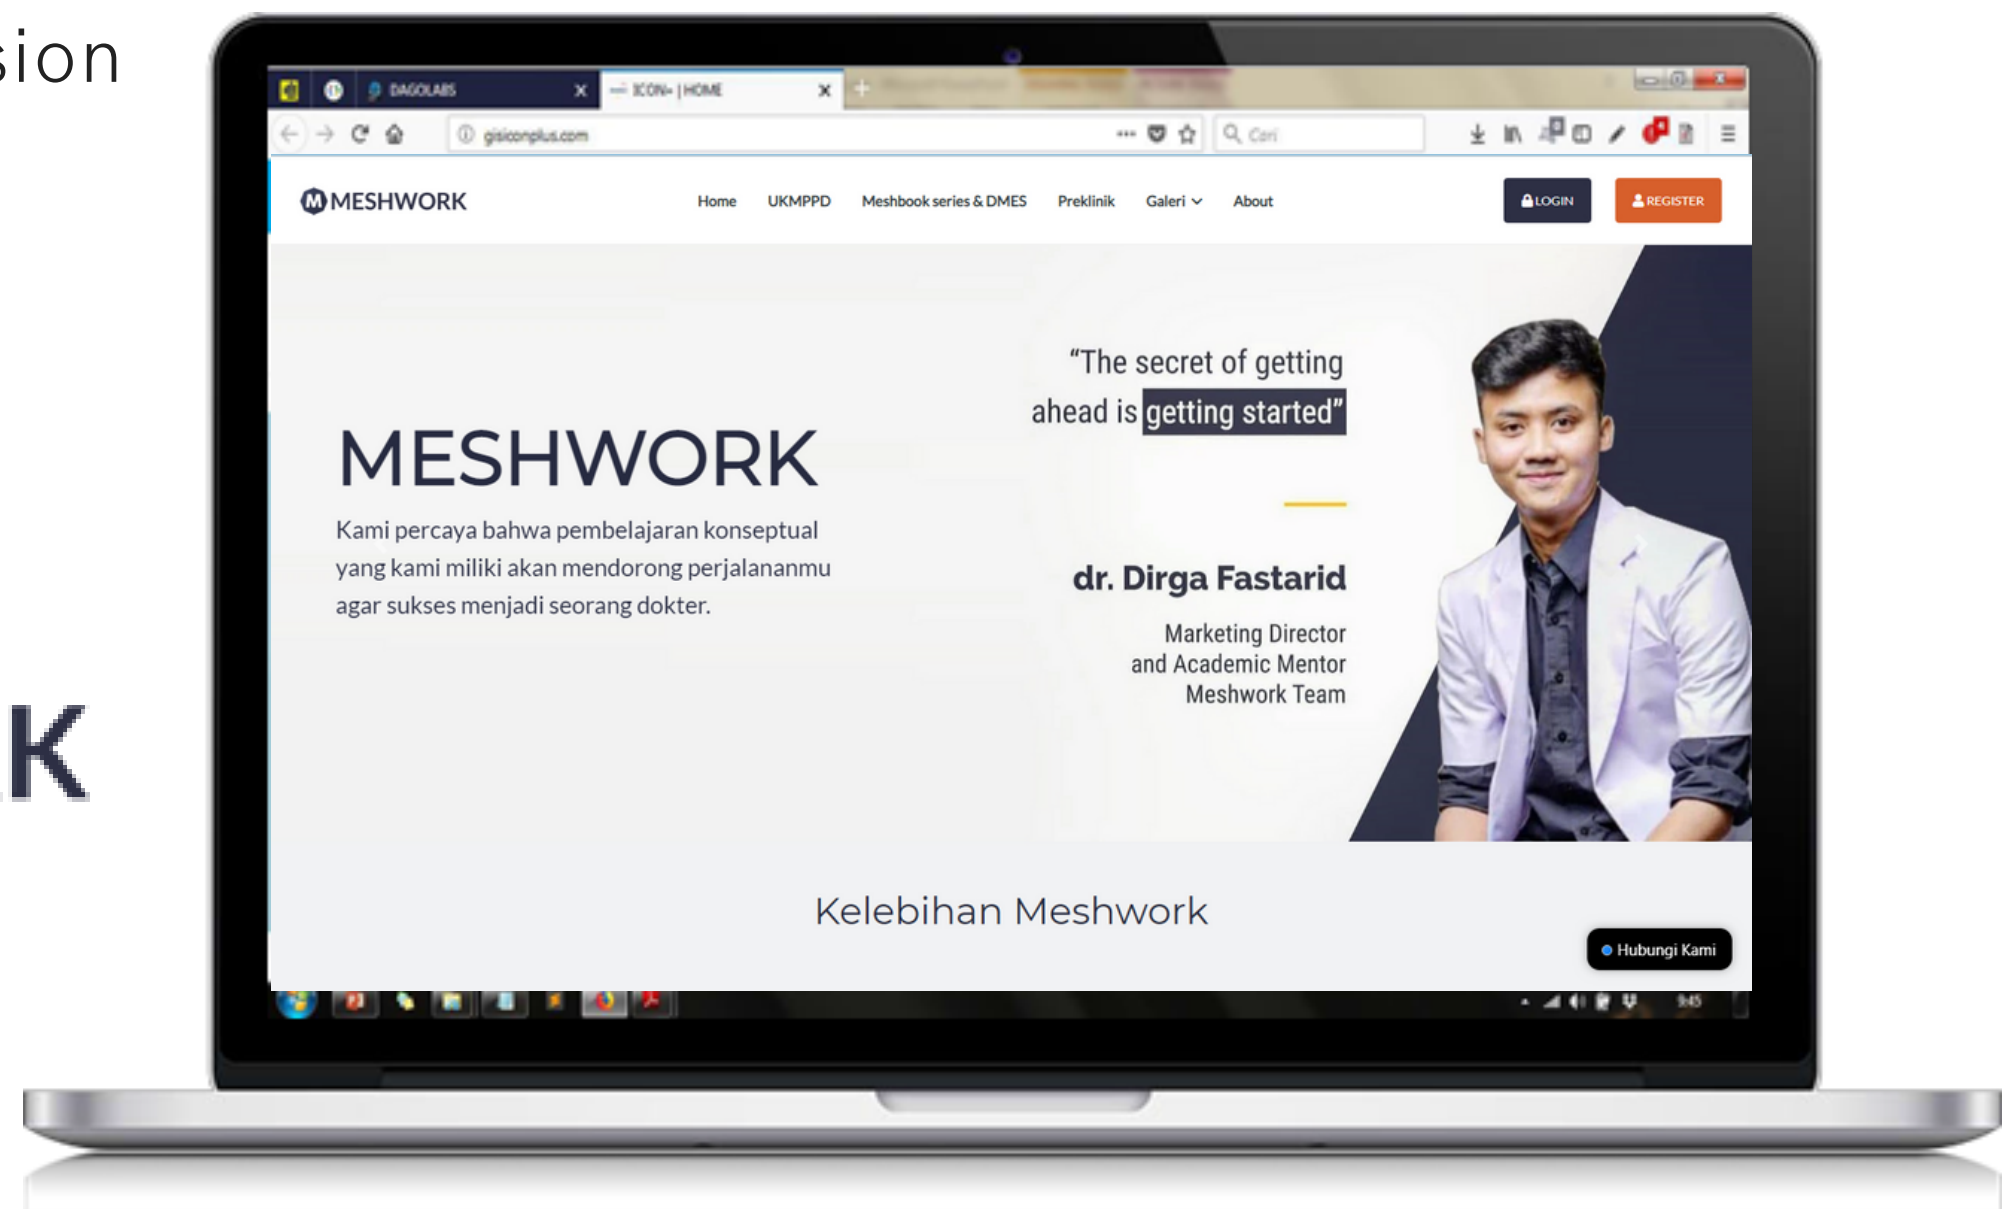 sion
K
DAGOLABS
ICON+ | HOME
gisiconplus.com
Cari
MESHWORK
Home UKMPPD Meshbook series & DMES Preklinik Galeri About
LOGIN
REGISTER
“The secret of getting
ahead is getting started”
MESHWORK
Kami percaya bahwa pembelajaran konseptual
yang kami miliki akan mendorong perjalananmu
agar sukses menjadi seorang dokter.
dr. Dirga Fastarid
Marketing Director
and Academic Mentor
Meshwork Team
Kelebihan Meshwork
Hubungi Kami
9:45